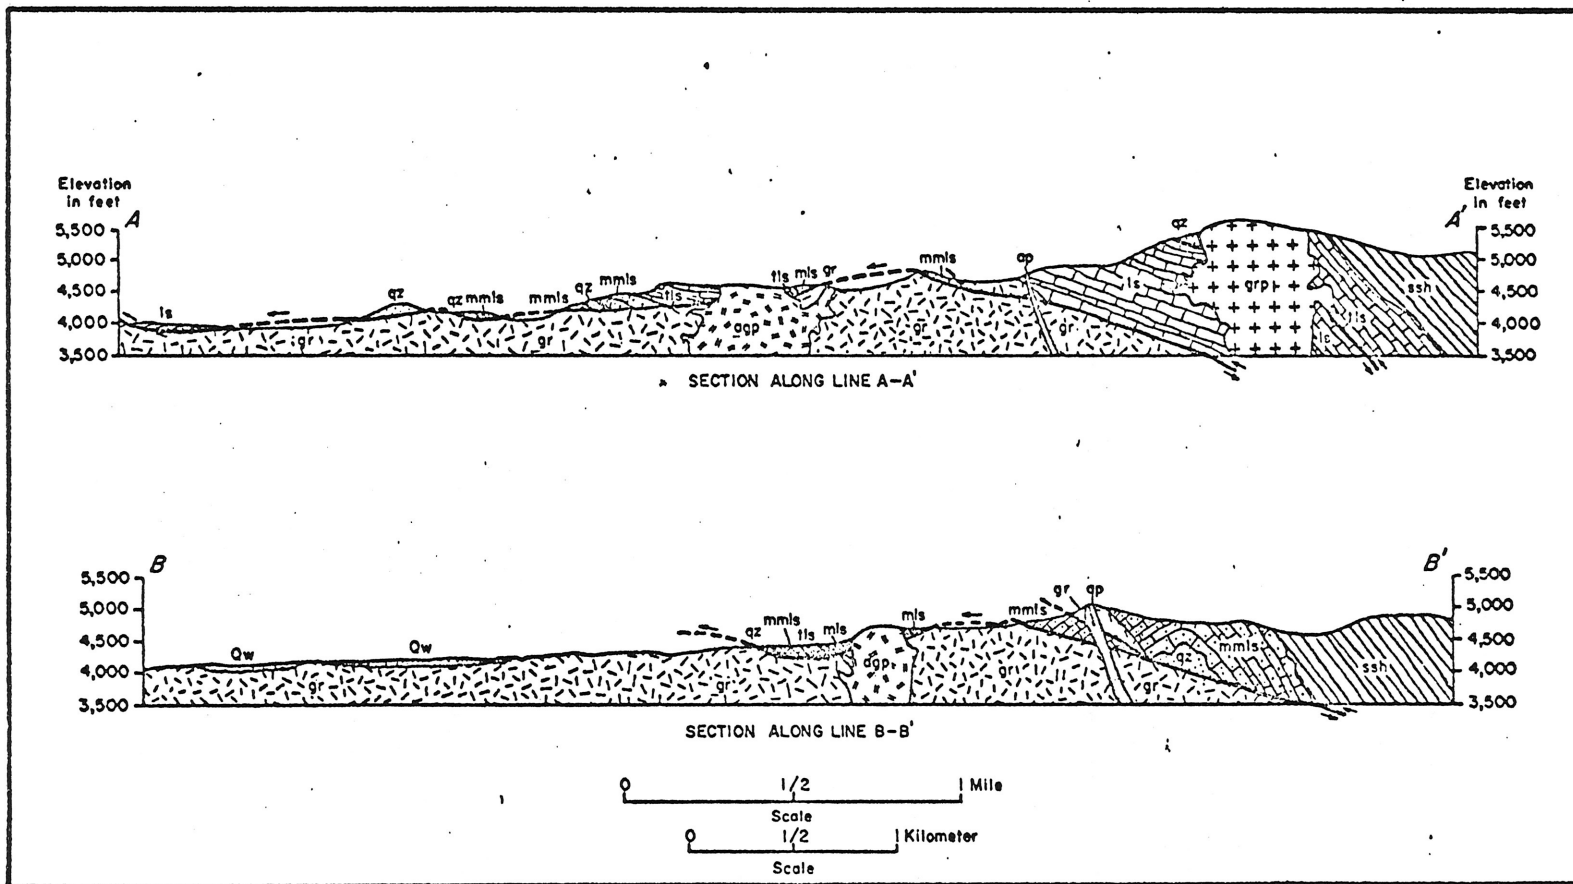 Elevation
in feet
A
5,500
5,000
4,500
4,000
3,500
Elevation
in feet
A'
5,500
5,000
4,500
4,000
3,500
ls
qz
qz
mmls
mmls
qz
mmls
tls
tls
mls
gr
mmls
ap
qz
gr
gr
agp
gr
gr
ls
grp
ls
tls
ssh
SECTION ALONG LINE A-A'
B
5,500
5,000
4,500
4,000
3,500
B'
5,500
5,000
4,500
4,000
3,500
Qw
Qw
qz
mmls
tls
mls
mls
mmls
gr
qp
gr
gr
agp
gr
gr
qz
mmls
ssh
SECTION ALONG LINE B-B'
0 1/2 1 Mile
Scale
0 1/2 1 Kilometer
Scale